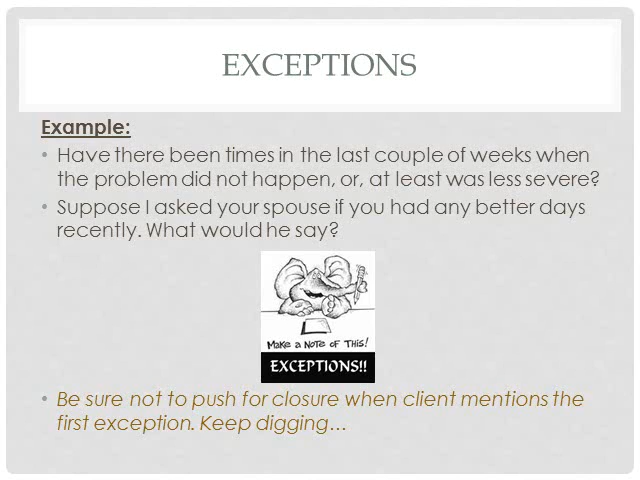 EXCEPTIONS
Example:
• Have there been times in the last couple of weeks when
the problem did not happen, or, at least was less severe?
• Suppose I asked your spouse if you had any better days
recently. What would he say?
MAKE A NOTE OF THIS!
EXCEPTIONS!!
• Be sure not to push for closure when client mentions the
first exception. Keep digging...